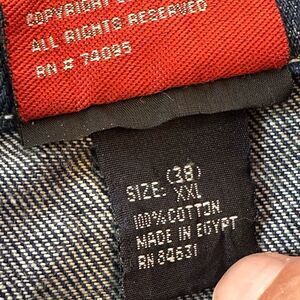 COPYRIGHT
ALL RIGHTS RESERVED
RN # 74095
SIZE: (38)
XXL
100% COTTON
MADE IN EGYPT
RN 84631